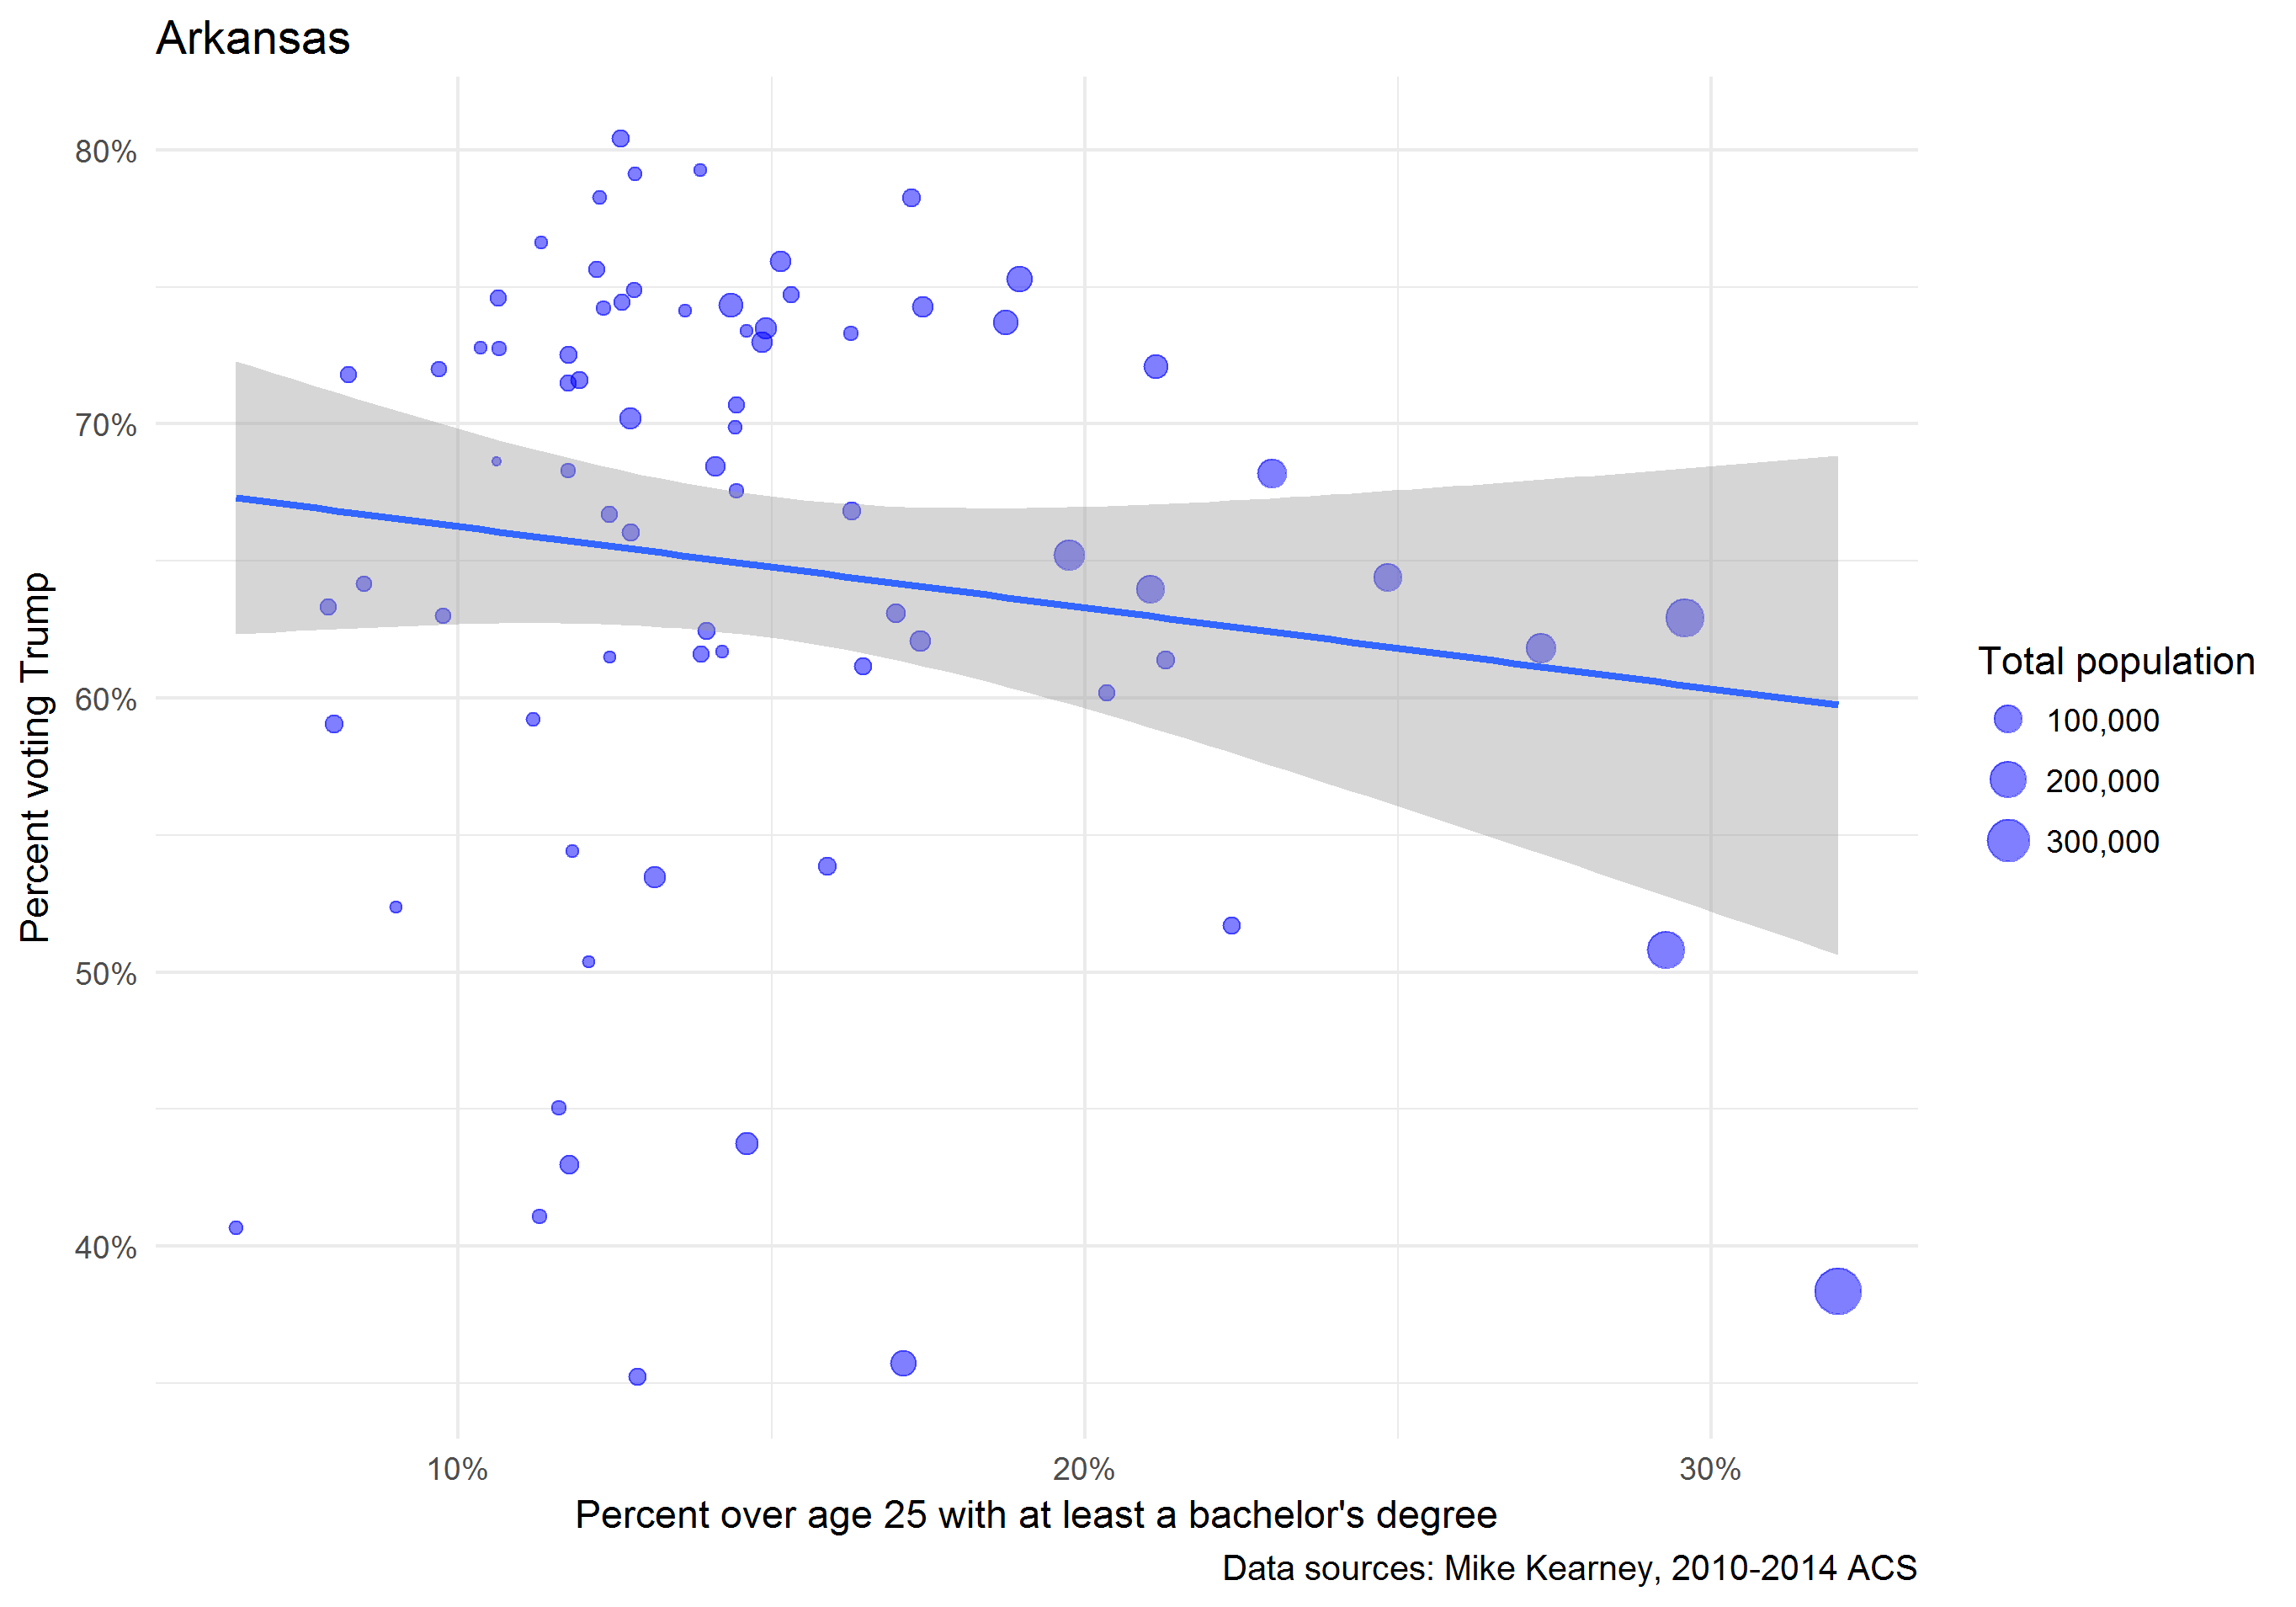 Arkansas
80%
70%
60%
50%
40%
Percent voting Trump
10%
20%
30%
Percent over age 25 with at least a bachelor's degree
Data sources: Mike Kearney, 2010-2014 ACS
Total population
100,000
200,000
300,000